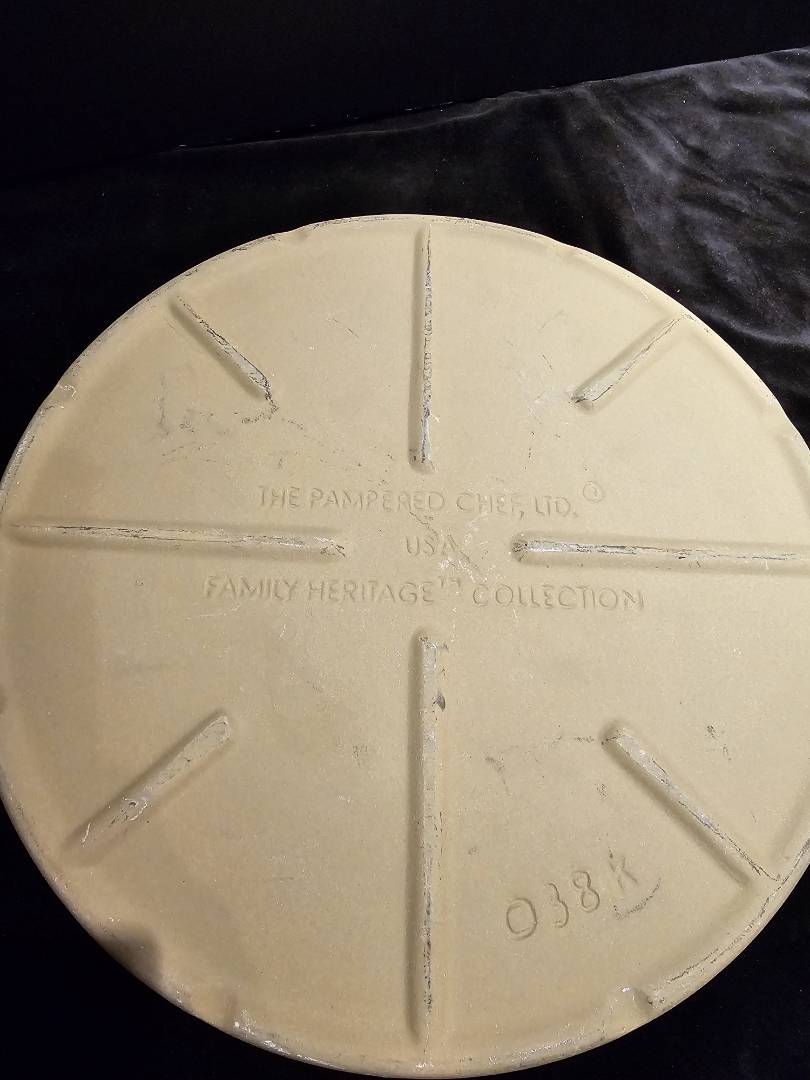 THE PAMPERED CHEF, LTD.
USA
FAMILY HERITAGE™ COLLECTION
038K